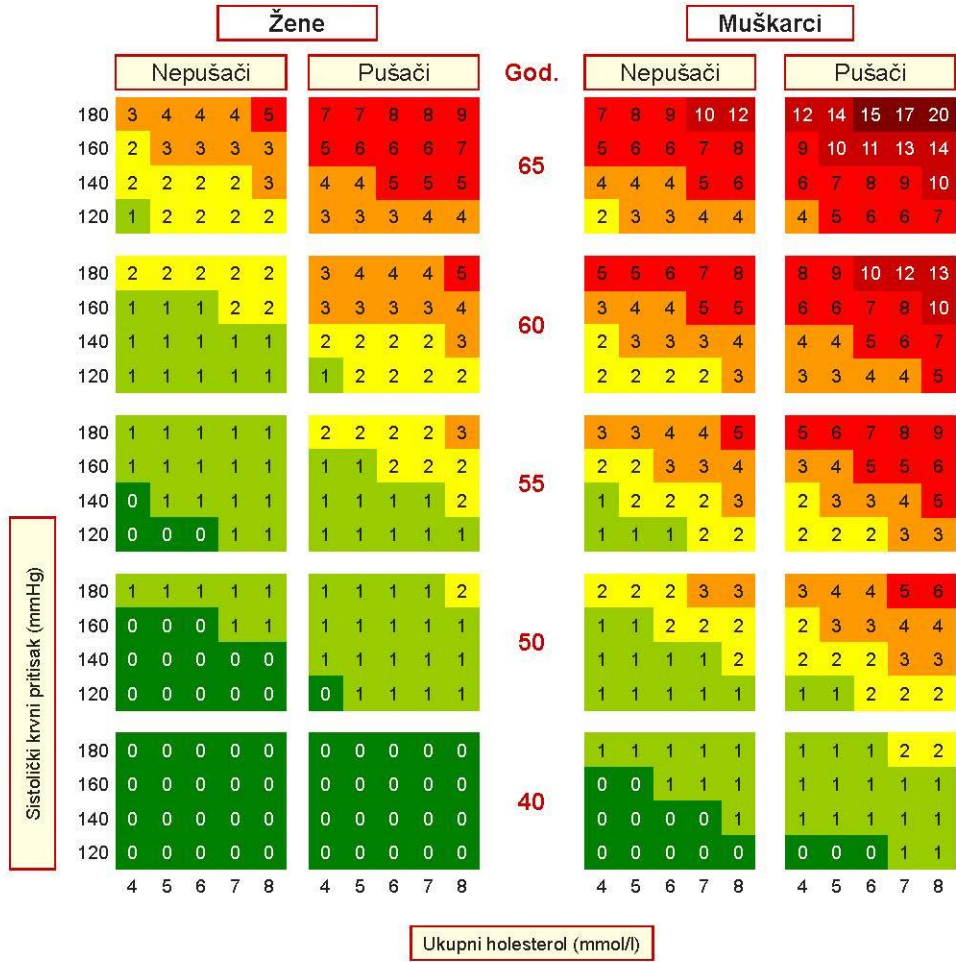 Žene Muškarci
Nepušači Pušači God. Nepušači Pušači
180 3 4 4 4 5 7 7 8 8 9 7 8 9 10 12 12 14 15 17 20
160 2 3 3 3 3 5 6 6 6 7 5 6 6 7 8 9 10 11 13 14
65
140 2 2 2 2 3 4 4 5 5 5 4 4 4 5 6 6 7 8 9 10
120 1 2 2 2 2 3 3 3 4 4 2 3 3 4 4 4 5 6 6 7
180 2 2 2 2 2 3 4 4 4 5 5 5 6 7 8 8 9 10 12 13
160 1 1 1 2 2 3 3 3 3 4 3 4 4 5 5 6 6 7 8 10
60
140 1 1 1 1 1 2 2 2 2 3 2 3 3 3 4 4 4 5 6 7
120 1 1 1 1 1 1 2 2 2 2 2 2 2 2 3 3 3 4 4 5
180 1 1 1 1 1 2 2 2 2 3 3 3 4 4 5 5 6 7 8 9
160 1 1 1 1 1 1 1 2 2 2 2 2 3 3 4 3 4 5 5 6
55
140 0 1 1 1 1 1 1 1 1 2 1 2 2 2 3 2 3 3 4 5
120 0 0 0 1 1 1 1 1 1 1 1 1 1 2 2 2 2 2 3 3
180 1 1 1 1 1 1 1 1 1 2 2 2 2 3 3 3 4 4 5 6
160 0 0 0 1 1 1 1 1 1 1 1 1 2 2 2 2 3 3 4 4
50
140 0 0 0 0 0 1 1 1 1 1 1 1 1 1 2 2 2 2 3 3
120 0 0 0 0 0 0 1 1 1 1 1 1 1 1 1 1 1 2 2 2
180 0 0 0 0 0 0 0 0 0 0 1 1 1 1 1 1 1 1 2 2
160 0 0 0 0 0 0 0 0 0 0 0 0 1 1 1 1 1 1 1 1
40
140 0 0 0 0 0 0 0 0 0 0 0 0 0 0 1 1 1 1 1 1
120 0 0 0 0 0 0 0 0 0 0 0 0 0 0 0 0 0 0 1 1
4 5 6 7 8 4 5 6 7 8 4 5 6 7 8 4 5 6 7 8
Sistolički krvni pritisak (mmHg)
Ukupni holesterol (mmol/l)